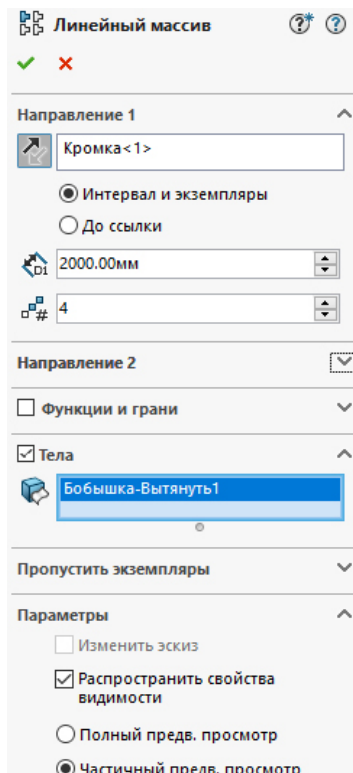 Линейный массив
Направление 1
Кромка<1>
Интервал и экземпляры
До ссылки
D1 2000.00мм
# 4
Направление 2
Функции и грани
Тела
Бобышка-Вытянуть1
Пропустить экземпляры
Параметры
Изменить эскиз
Распространить свойства
видимости
Полный предв. просмотр
Частичный предв. просмотр